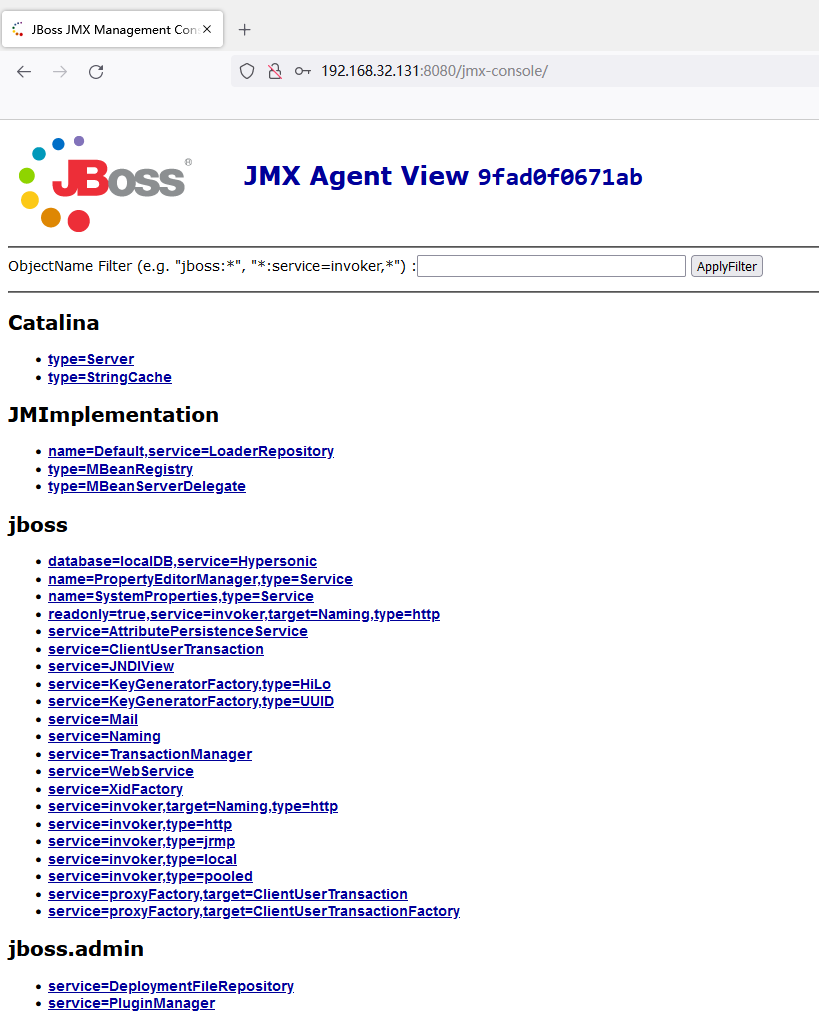 JBoss JMX Management Con
192.168.32.131:8080/jmx-console/
JBoss®
JMX Agent View 9fad0f0671ab
ObjectName Filter (e.g. "jboss:*", "*:service=invoker,*") : ApplyFilter
Catalina
type=Server
type=StringCache
JMImplementation
name=Default,service=LoaderRepository
type=MBeanRegistry
type=MBeanServerDelegate
jboss
database=localDB,service=Hypersonic
name=PropertyEditorManager,type=Service
name=SystemProperties,type=Service
readonly=true,service=invoker,target=Naming,type=http
service=AttributePersistenceService
service=ClientUserTransaction
service=JNDIView
service=KeyGeneratorFactory,type=HiLo
service=KeyGeneratorFactory,type=UUID
service=Mail
service=Naming
service=TransactionManager
service=WebService
service=XidFactory
service=invoker,target=Naming,type=http
service=invoker,type=http
service=invoker,type=jrmp
service=invoker,type=local
service=invoker,type=pooled
service=proxyFactory,target=ClientUserTransaction
service=proxyFactory,target=ClientUserTransactionFactory
jboss.admin
service=DeploymentFileRepository
service=PluginManager